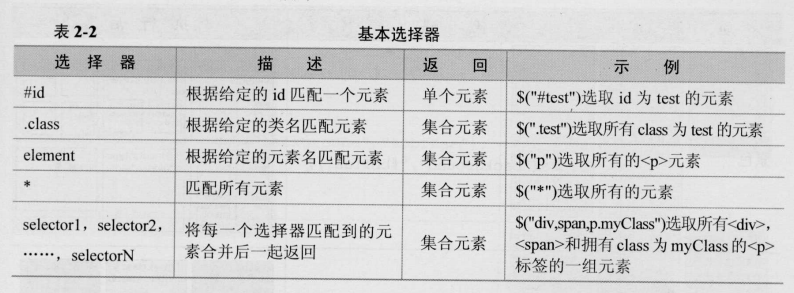 表 2-2 基本选择器
选择器 描述 返回 示例
#id 根据给定的 id 匹配一个元素 单个元素 $("#test")选取 id 为 test 的元素
.class 根据给定的类名匹配元素 集合元素 $(".test")选取所有 class 为 test 的元素
element 根据给定的元素名匹配元素 集合元素 $("p")选取所有的<p>元素
* 匹配所有元素 集合元素 $("*")选取所有的元素
selector1，selector2，
……，selectorN
将每一个选择器匹配到的元
素合并后一起返回
集合元素
$("div,span,p.myClass")选取所有<div>，
<span>和拥有 class 为 myClass 的<p>
标签的一组元素